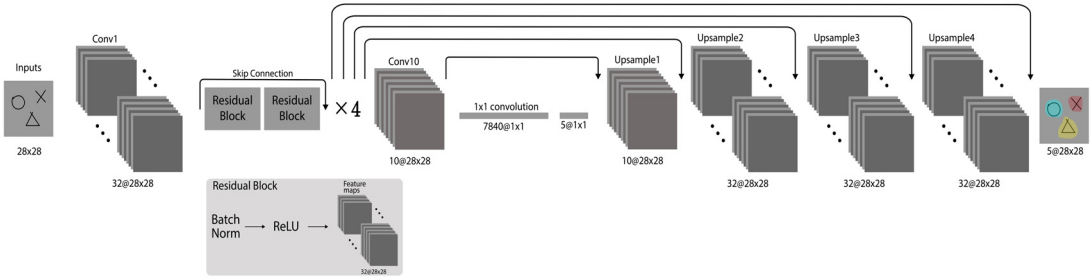 Inputs
28x28
Conv1
32@28x28
Skip Connection
Residual
Block
Residual
Block
×4
Conv10
10@28x28
1x1 convolution
7840@1x1
5@1x1
Upsample1
10@28x28
Upsample2
32@28x28
Upsample3
32@28x28
Upsample4
32@28x28
5@28x28
Residual Block
Batch
Norm
ReLU
Feature
maps
32@28x28